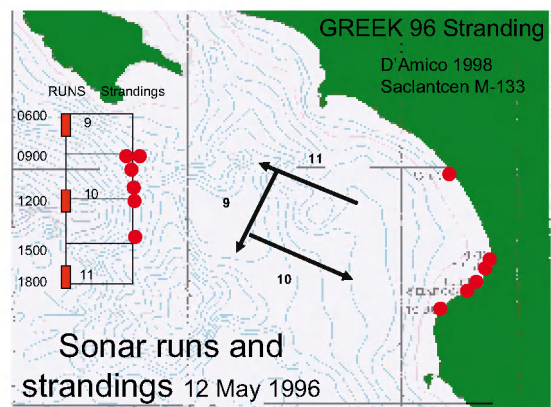 GREEK 96 Stranding
D'Amico 1998
Saclantcen M-133
RUNS Strandings
0600
9
0900
10
1200
1500
11
1800
11
9
10
Sonar runs and
strandings 12 May 1996